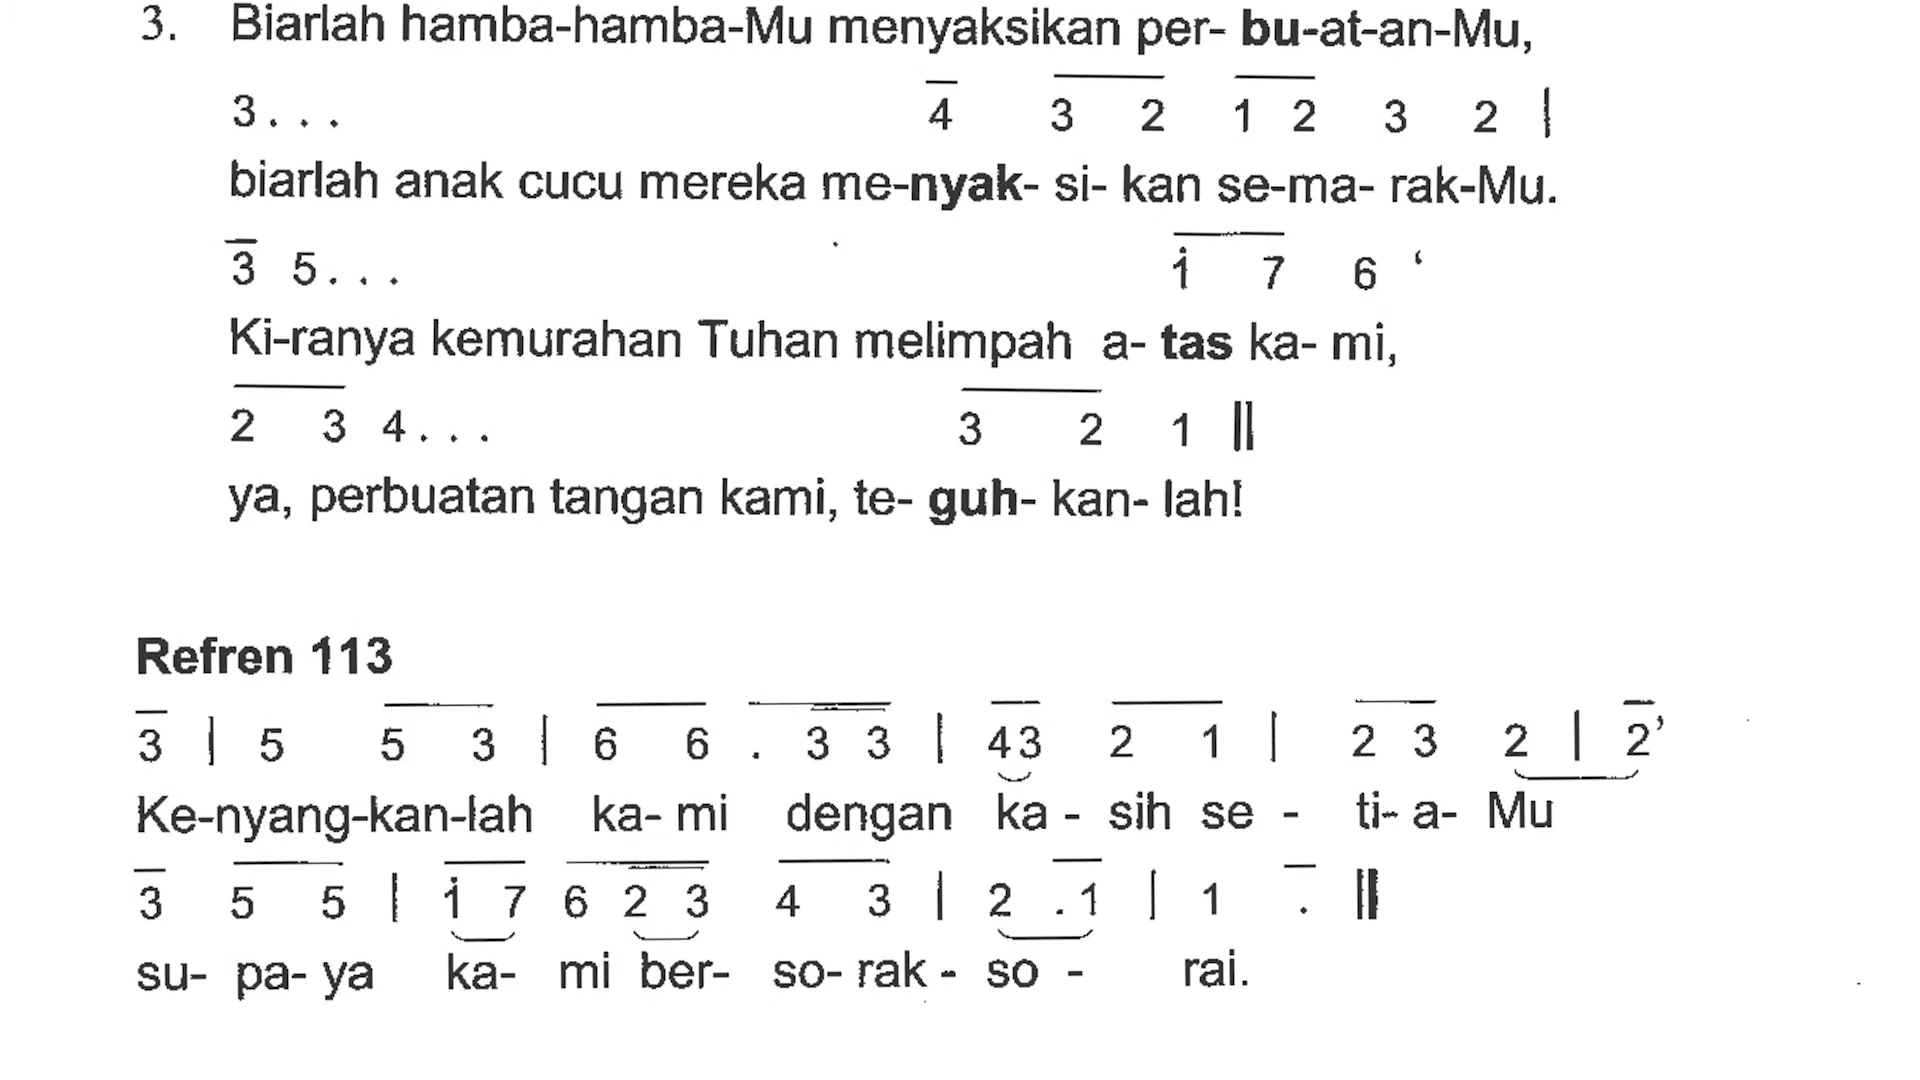 3. Biarlah hamba-hamba-Mu menyaksikan per- bu-at-an-Mu,
3 . . . 4 3 2 1 2 3 2 |
biarlah anak cucu mereka me-nyak- si- kan se-ma- rak-Mu.
3 5 . . . 1̇ 7 6 ‘
Ki-ranya kemurahan Tuhan melimpah a- tas ka- mi,
2 3 4 . . . 3 2 1 ||
ya, perbuatan tangan kami, te- guh- kan- lah!
Refren 113
3 | 5 5 3 | 6 6 . 3 3 | 43 2 1 | 2 3 2 | 2’
Ke-nyang-kan-lah ka- mi dengan ka - sih se - ti- a- Mu
3 5 5 | 1̇ 7 6 2 3 4 3 | 2 . 1 | 1 . ||
su- pa- ya ka- mi ber- so- rak - so - rai.